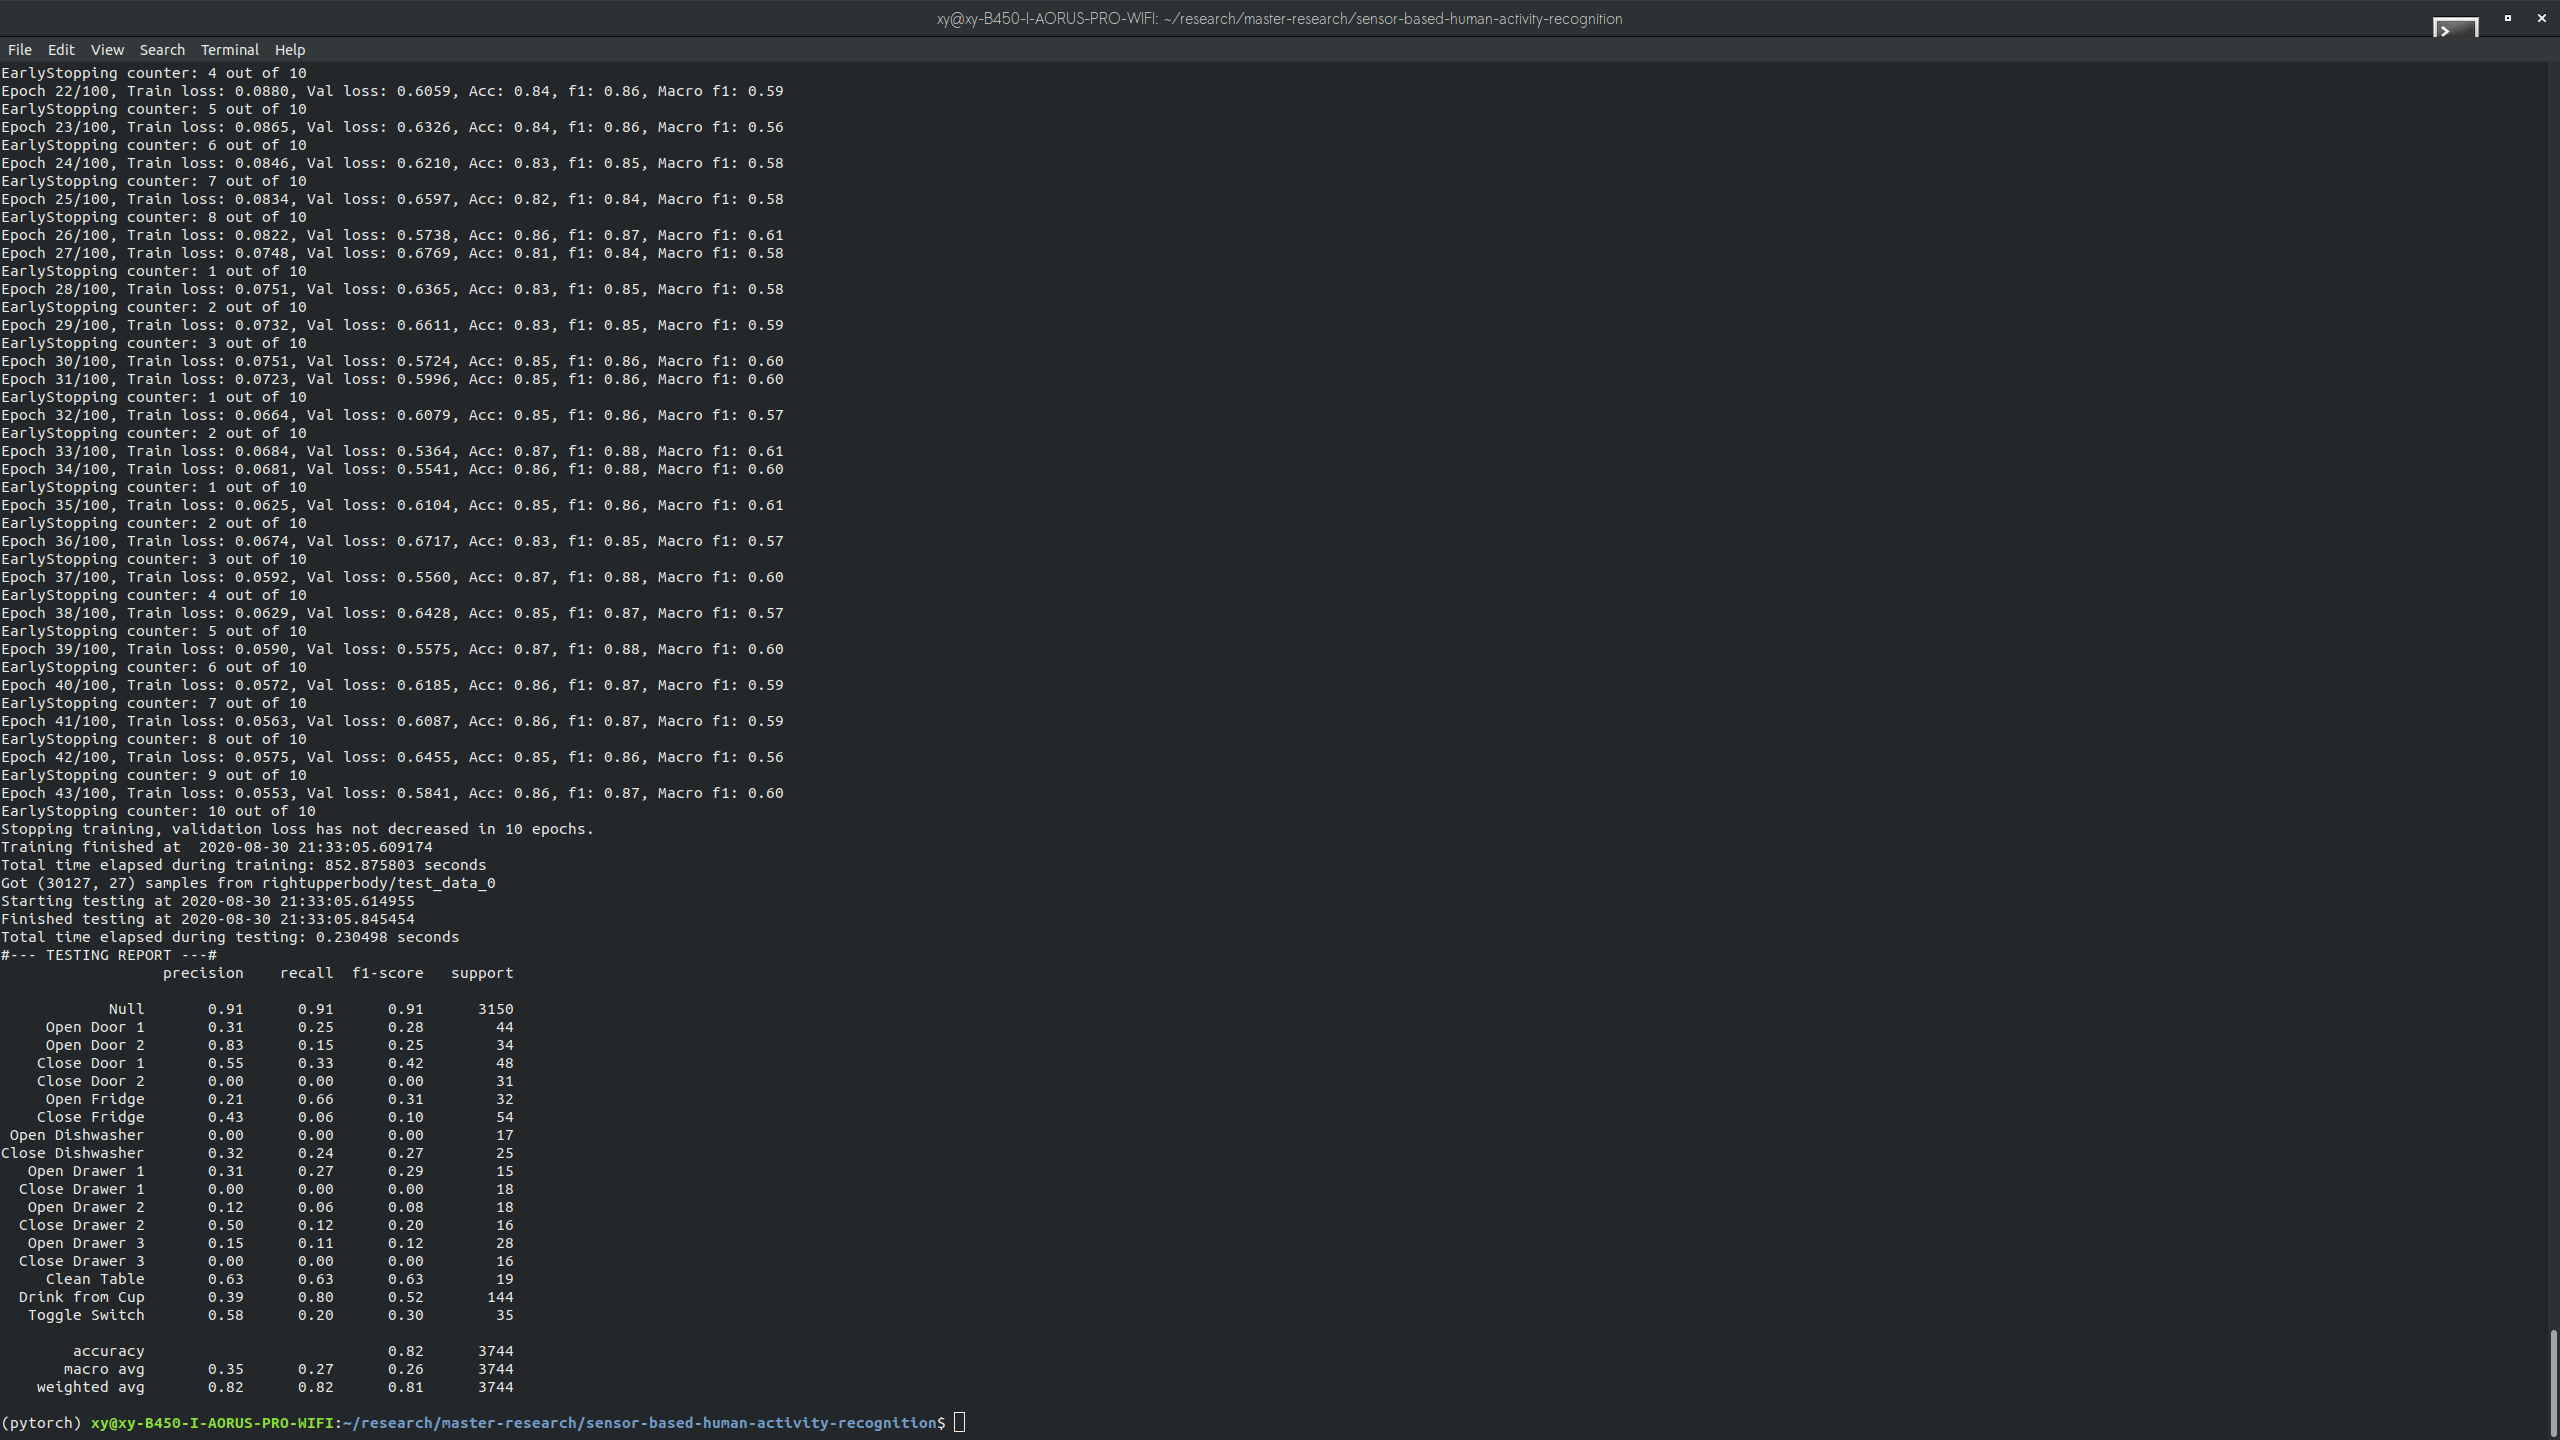 xy@xy-B450-I-AORUS-PRO-WIFI: ~/research/master-research/sensor-based-human-activity-recognition
File Edit View Search Terminal Help
EarlyStopping counter: 4 out of 10
Epoch 22/100, Train loss: 0.0880, Val loss: 0.6059, Acc: 0.84, f1: 0.86, Macro f1: 0.59
EarlyStopping counter: 5 out of 10
Epoch 23/100, Train loss: 0.0865, Val loss: 0.6326, Acc: 0.84, f1: 0.86, Macro f1: 0.56
EarlyStopping counter: 6 out of 10
Epoch 24/100, Train loss: 0.0846, Val loss: 0.6210, Acc: 0.83, f1: 0.85, Macro f1: 0.58
EarlyStopping counter: 7 out of 10
Epoch 25/100, Train loss: 0.0834, Val loss: 0.6597, Acc: 0.82, f1: 0.84, Macro f1: 0.58
EarlyStopping counter: 8 out of 10
Epoch 26/100, Train loss: 0.0822, Val loss: 0.5738, Acc: 0.86, f1: 0.87, Macro f1: 0.61
Epoch 27/100, Train loss: 0.0748, Val loss: 0.6769, Acc: 0.81, f1: 0.84, Macro f1: 0.58
EarlyStopping counter: 1 out of 10
Epoch 28/100, Train loss: 0.0751, Val loss: 0.6365, Acc: 0.83, f1: 0.85, Macro f1: 0.58
EarlyStopping counter: 2 out of 10
Epoch 29/100, Train loss: 0.0732, Val loss: 0.6611, Acc: 0.83, f1: 0.85, Macro f1: 0.59
EarlyStopping counter: 3 out of 10
Epoch 30/100, Train loss: 0.0751, Val loss: 0.5724, Acc: 0.85, f1: 0.86, Macro f1: 0.60
Epoch 31/100, Train loss: 0.0723, Val loss: 0.5996, Acc: 0.85, f1: 0.86, Macro f1: 0.60
EarlyStopping counter: 1 out of 10
Epoch 32/100, Train loss: 0.0664, Val loss: 0.6079, Acc: 0.85, f1: 0.86, Macro f1: 0.57
EarlyStopping counter: 2 out of 10
Epoch 33/100, Train loss: 0.0684, Val loss: 0.5364, Acc: 0.87, f1: 0.88, Macro f1: 0.61
Epoch 34/100, Train loss: 0.0681, Val loss: 0.5541, Acc: 0.86, f1: 0.88, Macro f1: 0.60
EarlyStopping counter: 1 out of 10
Epoch 35/100, Train loss: 0.0625, Val loss: 0.6104, Acc: 0.85, f1: 0.86, Macro f1: 0.61
EarlyStopping counter: 2 out of 10
Epoch 36/100, Train loss: 0.0674, Val loss: 0.6717, Acc: 0.83, f1: 0.85, Macro f1: 0.57
EarlyStopping counter: 3 out of 10
Epoch 37/100, Train loss: 0.0592, Val loss: 0.5560, Acc: 0.87, f1: 0.88, Macro f1: 0.60
EarlyStopping counter: 4 out of 10
Epoch 38/100, Train loss: 0.0629, Val loss: 0.6428, Acc: 0.85, f1: 0.87, Macro f1: 0.57
EarlyStopping counter: 5 out of 10
Epoch 39/100, Train loss: 0.0590, Val loss: 0.5575, Acc: 0.87, f1: 0.88, Macro f1: 0.60
EarlyStopping counter: 6 out of 10
Epoch 40/100, Train loss: 0.0572, Val loss: 0.6185, Acc: 0.86, f1: 0.87, Macro f1: 0.59
EarlyStopping counter: 7 out of 10
Epoch 41/100, Train loss: 0.0563, Val loss: 0.6087, Acc: 0.86, f1: 0.87, Macro f1: 0.59
EarlyStopping counter: 8 out of 10
Epoch 42/100, Train loss: 0.0575, Val loss: 0.6455, Acc: 0.85, f1: 0.86, Macro f1: 0.56
EarlyStopping counter: 9 out of 10
Epoch 43/100, Train loss: 0.0553, Val loss: 0.5841, Acc: 0.86, f1: 0.87, Macro f1: 0.60
EarlyStopping counter: 10 out of 10
Stopping training, validation loss has not decreased in 10 epochs.
Training finished at  2020-08-30 21:33:05.609174
Total time elapsed during training: 852.875803 seconds
Got (30127, 27) samples from rightupperbody/test_data_0
Starting testing at 2020-08-30 21:33:05.614955
Finished testing at 2020-08-30 21:33:05.845454
Total time elapsed during testing: 0.230498 seconds
#--- TESTING REPORT ---#
precision recall f1-score support
Null 0.91 0.91 0.91 3150
Open Door 1 0.31 0.25 0.28 44
Open Door 2 0.83 0.15 0.25 34
Close Door 1 0.55 0.33 0.42 48
Close Door 2 0.00 0.00 0.00 31
Open Fridge 0.21 0.66 0.31 32
Close Fridge 0.43 0.06 0.10 54
Open Dishwasher 0.00 0.00 0.00 17
Close Dishwasher 0.32 0.24 0.27 25
Open Drawer 1 0.31 0.27 0.29 15
Close Drawer 1 0.00 0.00 0.00 18
Open Drawer 2 0.12 0.06 0.08 18
Close Drawer 2 0.50 0.12 0.20 16
Open Drawer 3 0.15 0.11 0.12 28
Close Drawer 3 0.00 0.00 0.00 16
Clean Table 0.63 0.63 0.63 19
Drink from Cup 0.39 0.80 0.52 144
Toggle Switch 0.58 0.20 0.30 35
accuracy 0.82 3744
macro avg 0.35 0.27 0.26 3744
weighted avg 0.82 0.82 0.81 3744
(pytorch) xy@xy-B450-I-AORUS-PRO-WIFI:~/research/master-research/sensor-based-human-activity-recognition$